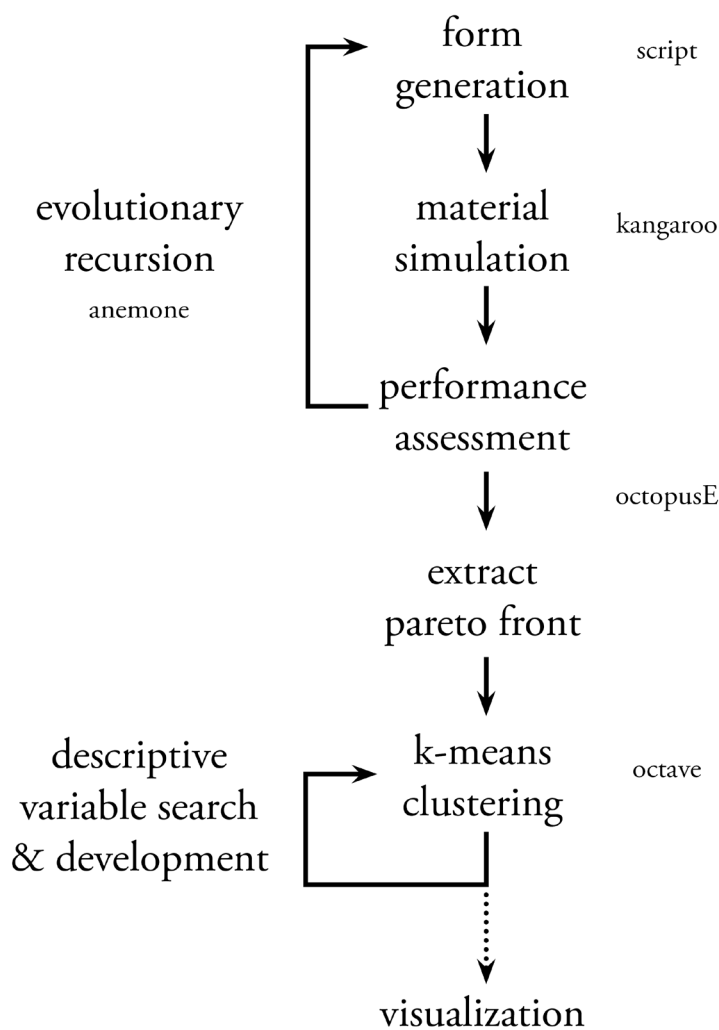 form
generation
script
evolutionary
recursion
anemone
material
simulation
kangaroo
performance
assessment
octopusE
extract
pareto front
descriptive
variable search
& development
k-means
clustering
octave
visualization